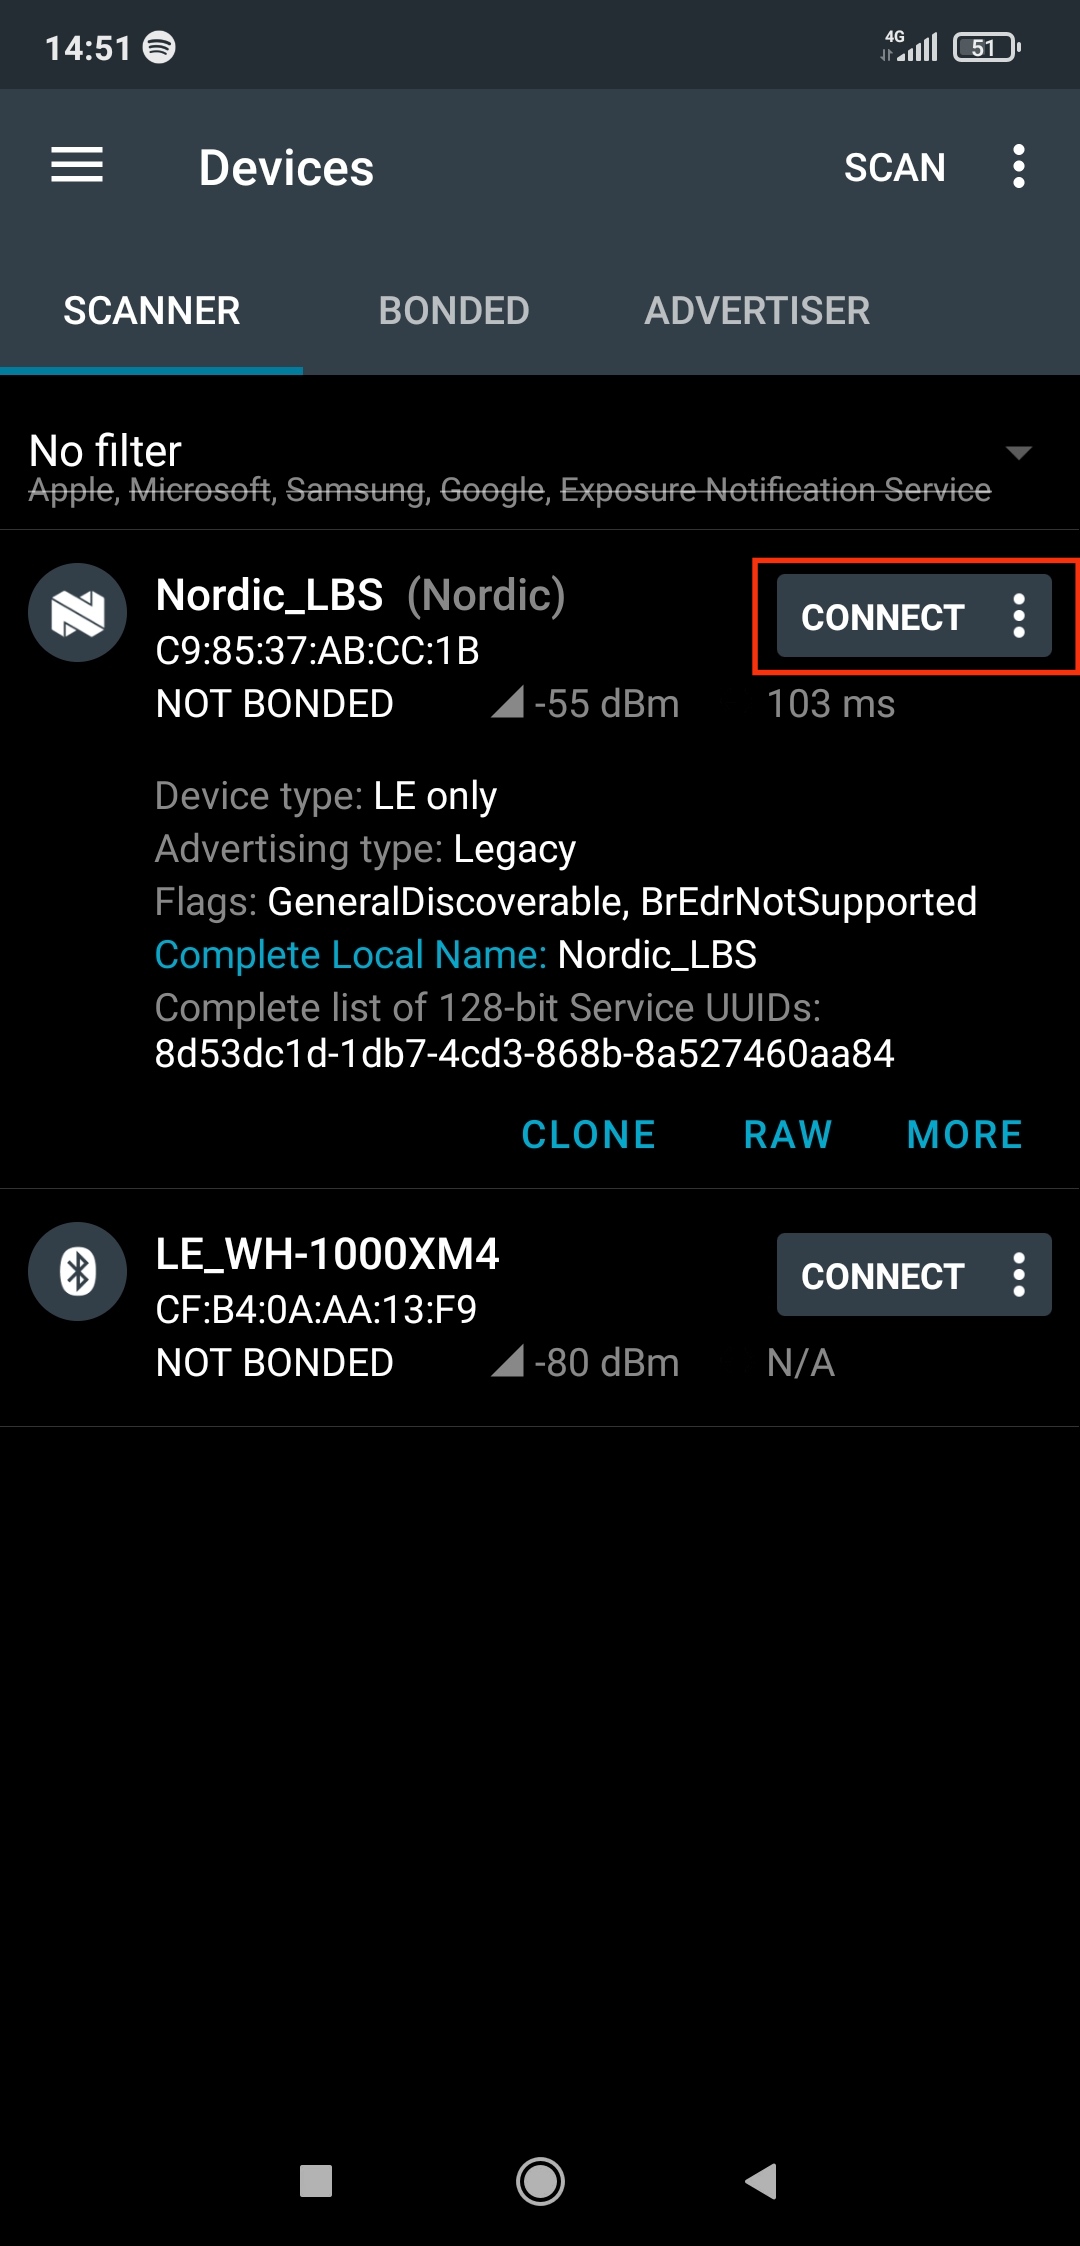 14:51 4G 51
Devices SCAN
SCANNER BONDED ADVERTISER
No filter
Apple, Microsoft, Samsung, Google, Exposure Notification Service
Nordic_LBS (Nordic) CONNECT
C9:85:37:AB:CC:1B
NOT BONDED -55 dBm 103 ms
Device type: LE only
Advertising type: Legacy
Flags: GeneralDiscoverable, BrEdrNotSupported
Complete Local Name: Nordic_LBS
Complete list of 128-bit Service UUIDs:
8d53dc1d-1db7-4cd3-868b-8a527460aa84
CLONE RAW MORE
LE_WH-1000XM4 CONNECT
CF:B4:0A:AA:13:F9
NOT BONDED -80 dBm N/A